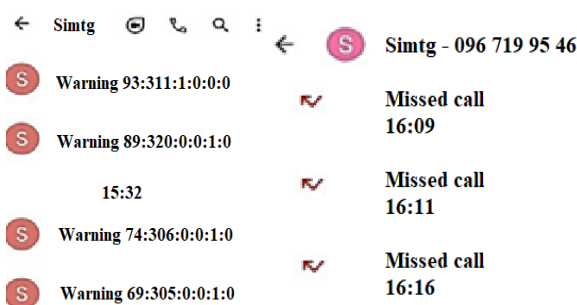 Simtg
S Warning 93:311:1:0:0:0
S Warning 89:320:0:0:1:0
15:32
S Warning 74:306:0:0:1:0
S Warning 69:305:0:0:1:0
S Simtg - 096 719 95 46
Missed call
16:09
Missed call
16:11
Missed call
16:16